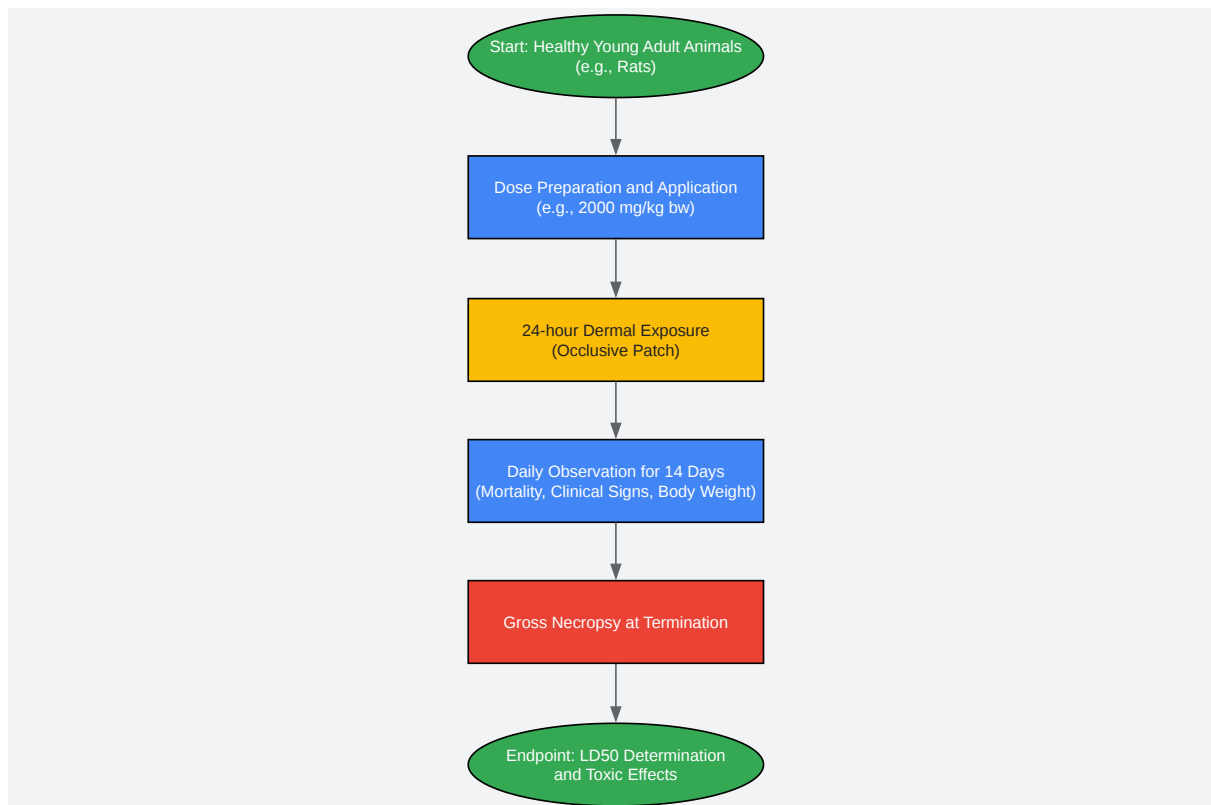 Start: Healthy Young Adult Animals
(e.g., Rats)
Dose Preparation and Application
(e.g., 2000 mg/kg bw)
24-hour Dermal Exposure
(Occlusive Patch)
Daily Observation for 14 Days
(Mortality, Clinical Signs, Body Weight)
Gross Necropsy at Termination
Endpoint: LD50 Determination
and Toxic Effects